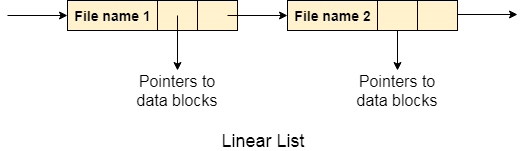 File name 1
File name 2
Pointers to
data blocks
Pointers to
data blocks
Linear List